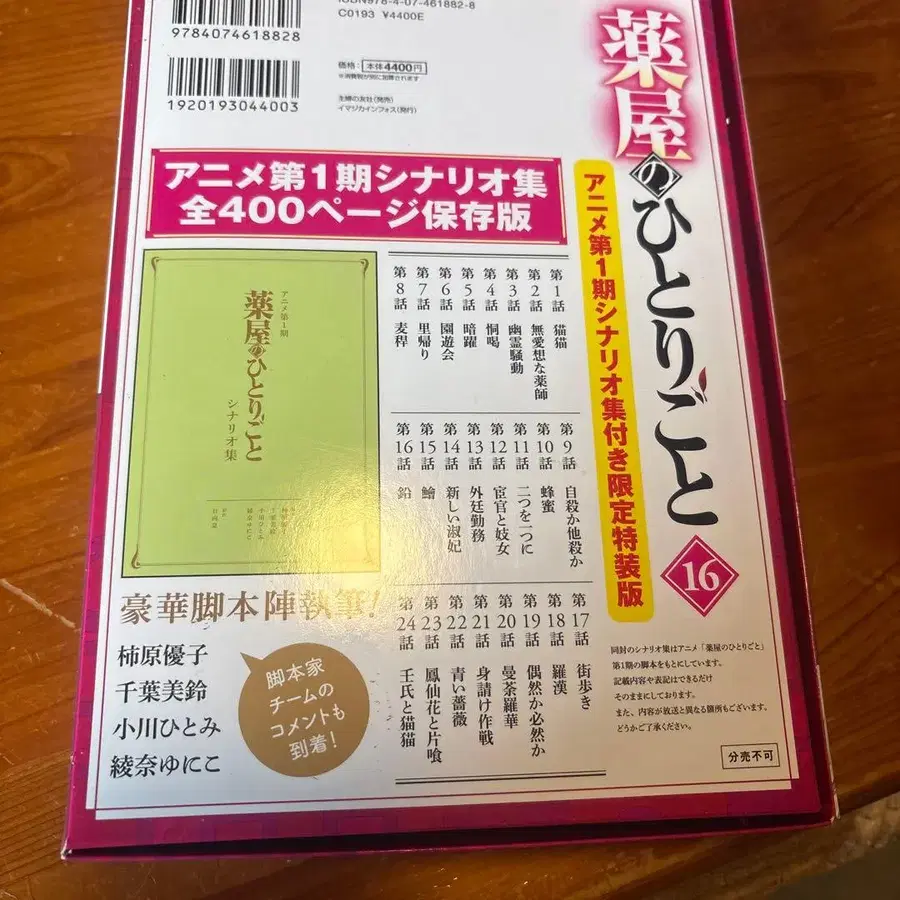 ISBN978-4-07-461882-8
C0193 ¥4400E
9784074618828
1920193044003
価格: 本体4400円
※消費税が別に加算されます
主婦の友社(発売)
イマジカインフォス(発行)
薬屋のひとりごと 16
アニメ第1期シナリオ集付き限定特装版
アニメ第1期シナリオ集
全400ページ保存版
アニメ第1期
薬屋のひとりごと
シナリオ集
第1話 猫猫
第2話 無愛想な薬師
第3話 幽霊騒動
第4話 恫喝
第5話 暗躍
第6話 園遊会
第7話 里帰り
第8話 麦稈
第9話 自殺か他殺か
第10話 蜂蜜
第11話 二つを一つに
第12話 宦官と妓女
第13話 外廷勤務
第14話 新しい淑妃
第15話 鱠
第16話 鉛
第17話 街歩き
第18話 羅漢
第19話 偶然か必然か
第20話 曼荼羅華
第21話 身請け作戦
第22話 青い薔薇
第23話 鳳仙花と片喰
第24話 壬氏と猫猫
豪華脚本陣執筆!
柿原優子
千葉美鈴
小川ひとみ
綾奈ゆにこ
脚本家
チームの
コメントも
到着!
同封のシナリオ集はアニメ「薬屋のひとりごと」
第1期の脚本をもとにしています。
記載内容や表記はできるだけ
そのままにしております。
また、内容が放送と異なる箇所もございます。
どうかご了承ください。
分売不可